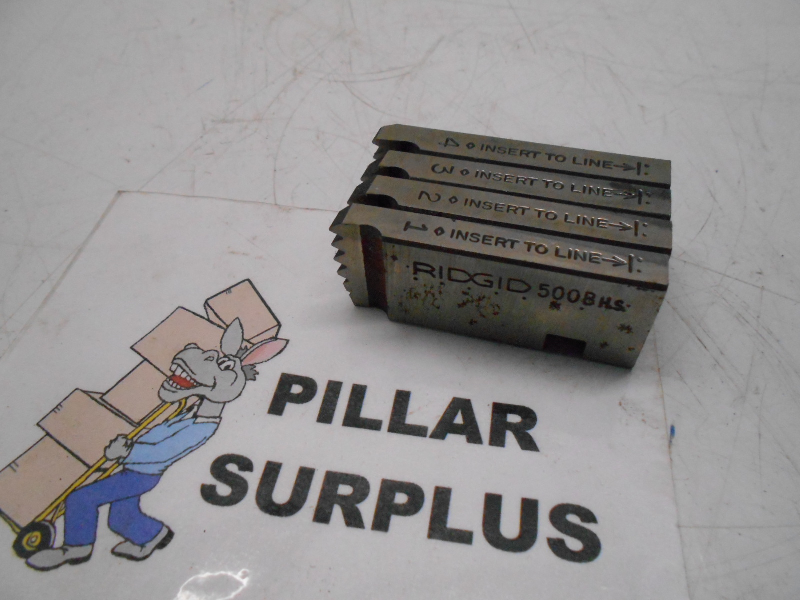 4 ◇ INSERT TO LINE→
3 ◇ INSERT TO LINE→
2 ◇ INSERT TO LINE→
1 ◇ INSERT TO LINE→
RIDGID 500B H.S.
PILLAR
SURPLUS